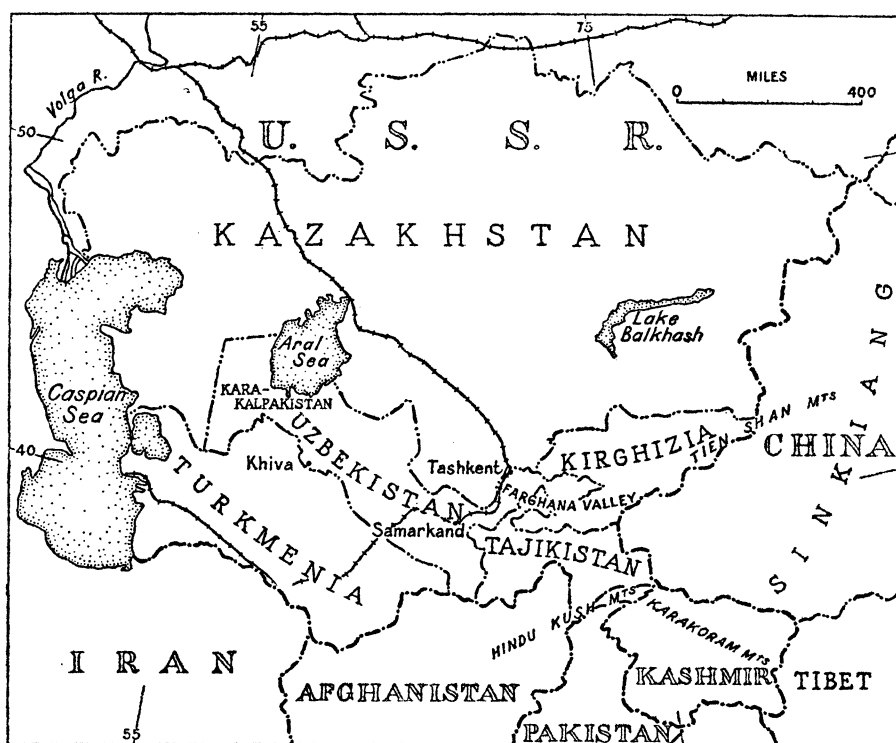 55
75
MILES
0 400
Volga R.
50
U. S. S. R.
KAZAKHSTAN
Lake
Balkhash
Aral
Sea
Caspian
Sea
KARA-
KALPAKISTAN
UZBEKISTAN
TIEN SHAN MTS
KIRGHIZIA
CHINA
SINKIANG
40
Khiva
Tashkent
TURKMENIA
FARGHANA VALLEY
Samarkand
TAJIKISTAN
HINDU KUSH MTS
KARAKORAM MTS
IRAN
AFGHANISTAN
KASHMIR
TIBET
55
PAKISTAN